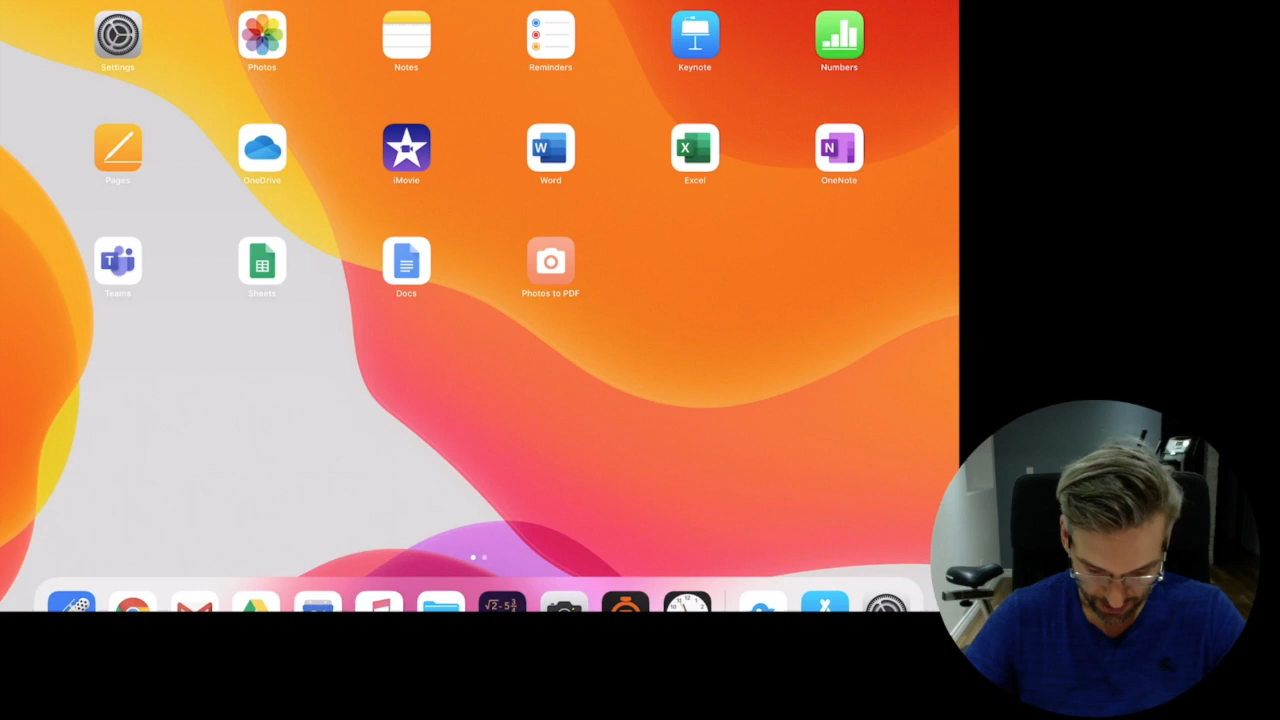 Settings Photos Notes Reminders Keynote Numbers
W X N
Pages OneDrive iMovie Word Excel OneNote
T
Teams Sheets Docs Photos to PDF